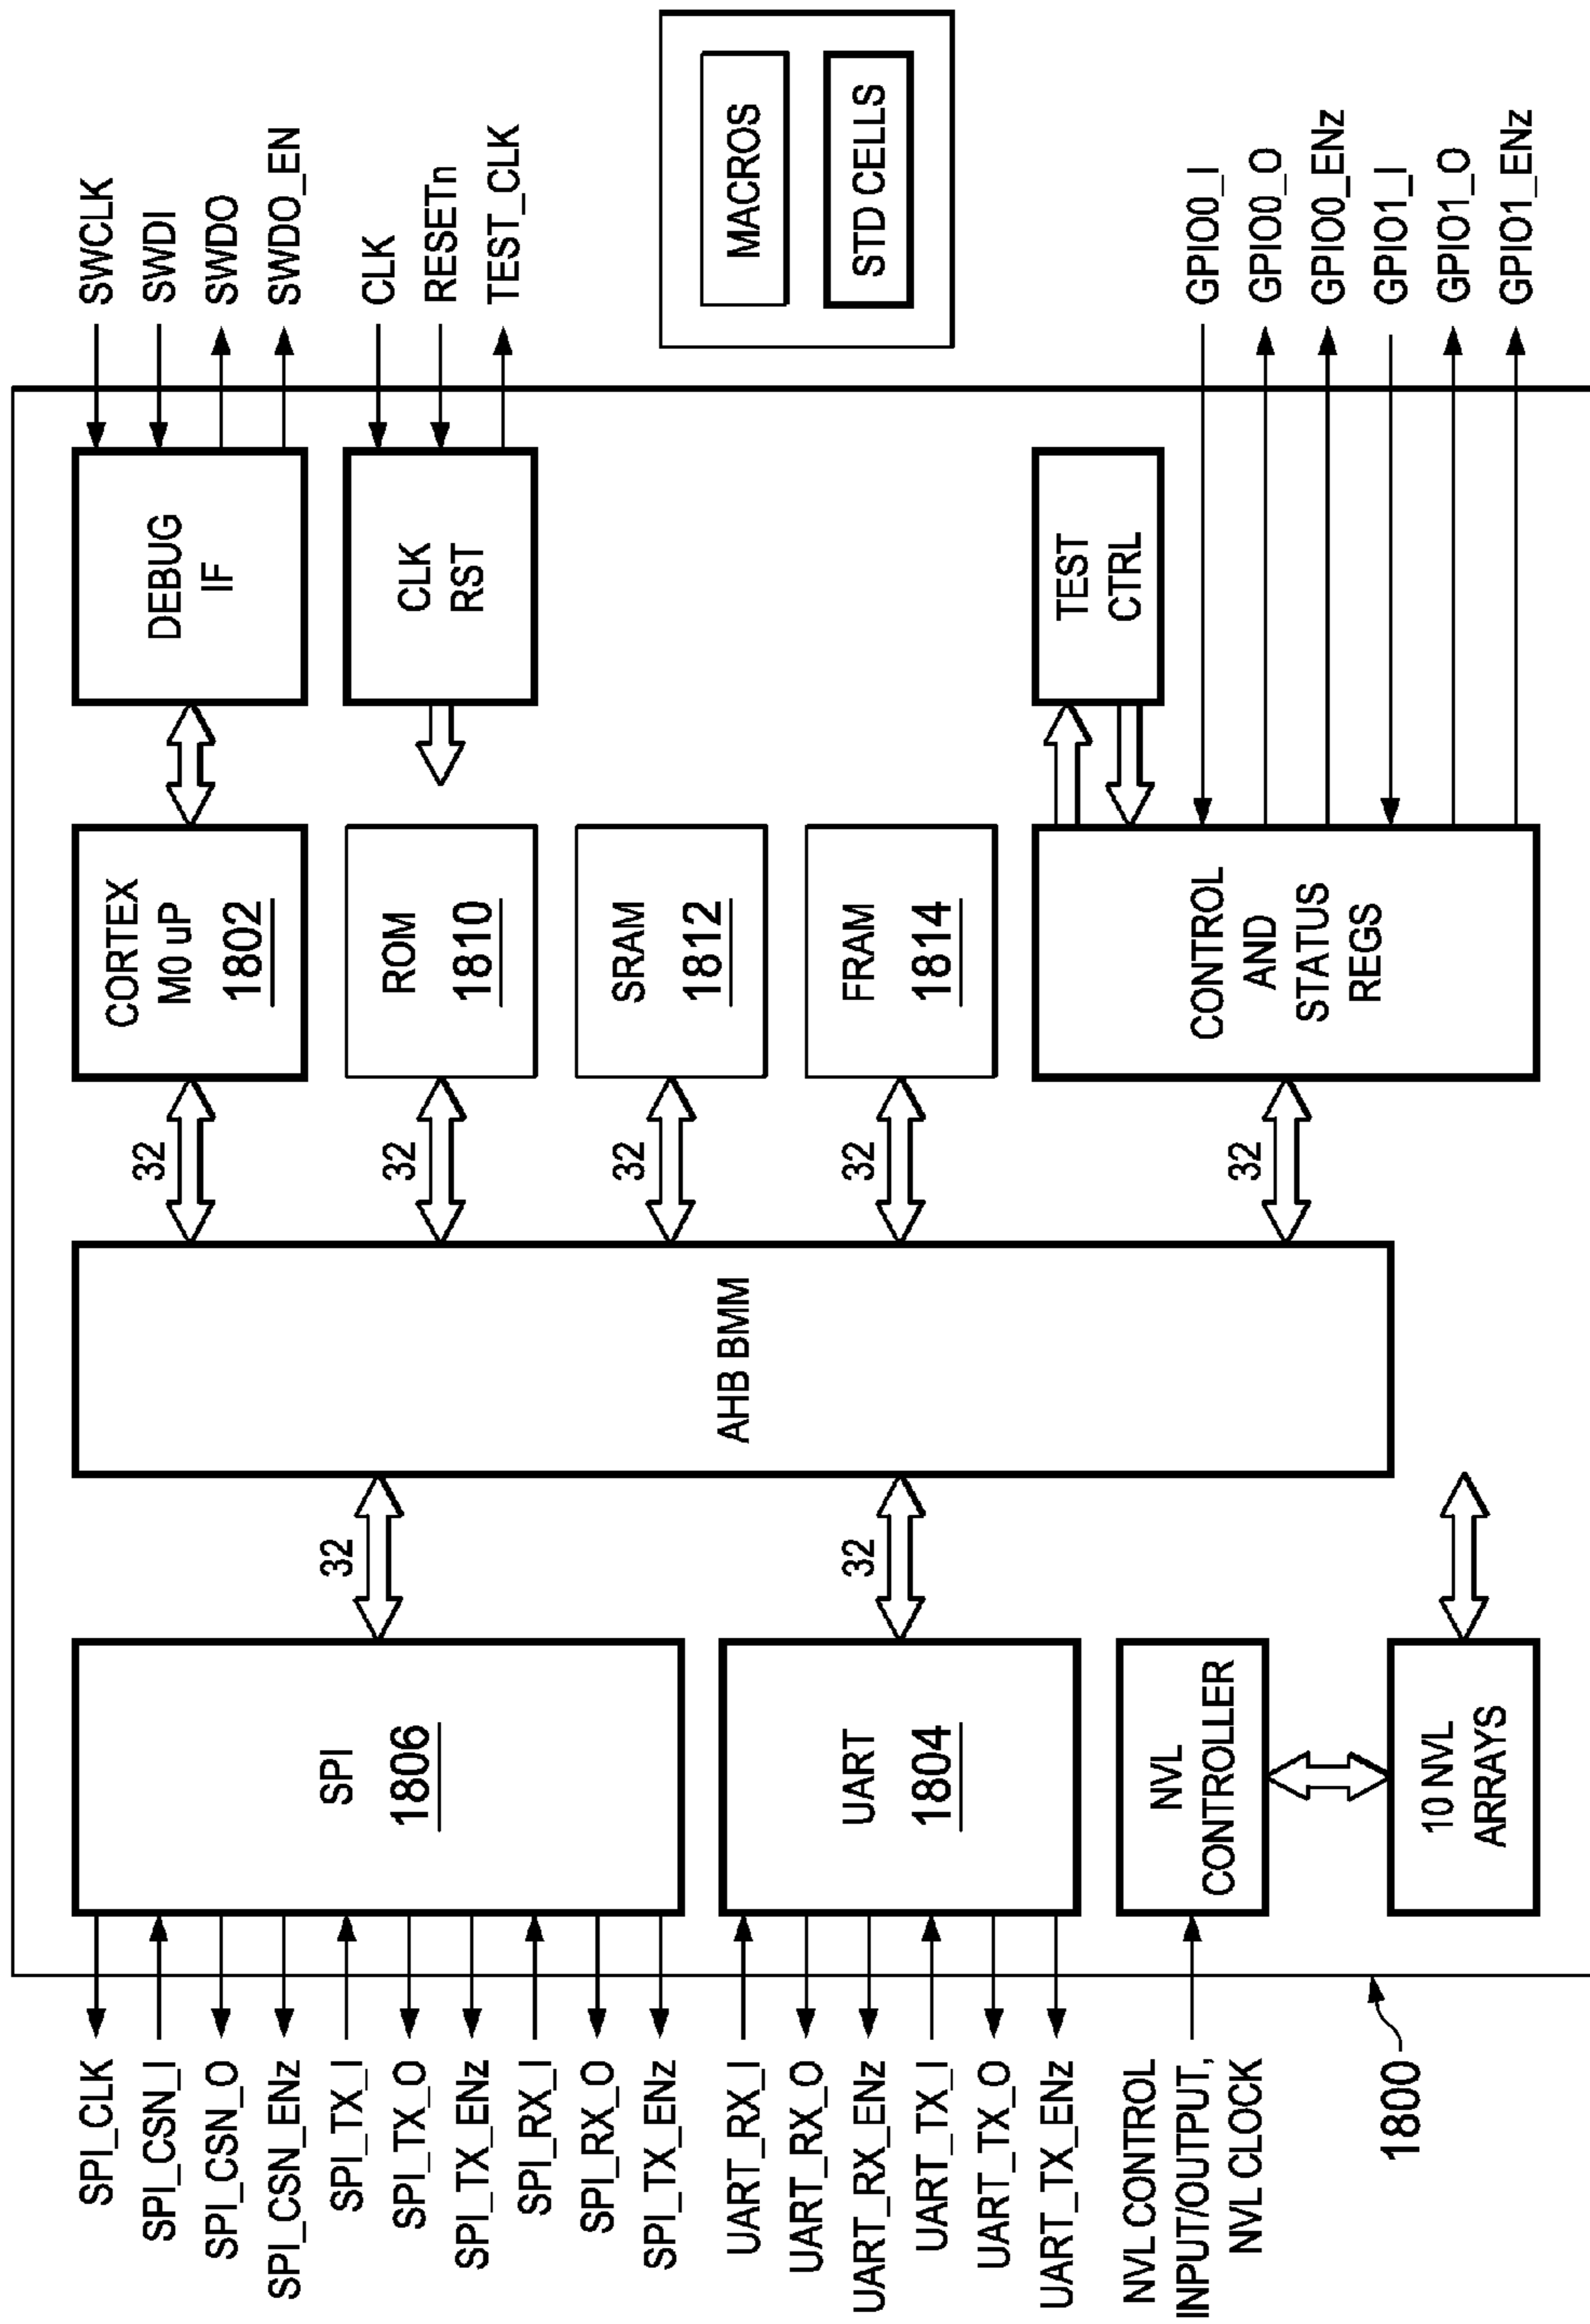 SPI_CLK
SPI_CSN_I
SPI_CSN_O
SPI_CSN_ENz
SPI_TX_I
SPI_TX_O
SPI_TX_ENz
SPI_RX_I
SPI_RX_O
SPI_TX_ENz
UART_RX_I
UART_RX_O
UART_RX_ENz
UART_TX_I
UART_TX_O
UART_TX_ENz
NVL CONTROL
INPUT/OUTPUT,
NVL CLOCK
1800
SPI
1806
UART
1804
NVL
CONTROLLER
10 NVL
ARRAYS
32
32
AHB BMM
32
32
32
32
32
CORTEX
M0 uP
1802
ROM
1810
SRAM
1812
FRAM
1814
CONTROL
AND
STATUS
REGS
DEBUG
IF
CLK
RST
TEST
CTRL
SWCLK
SWDI
SWDO
SWDO_EN
CLK
RESETn
TEST_CLK
MACROS
STD CELLS
GPIO0_I
GPIO0_O
GPIO0_ENz
GPIO1_I
GPIO1_O
GPIO1_ENz